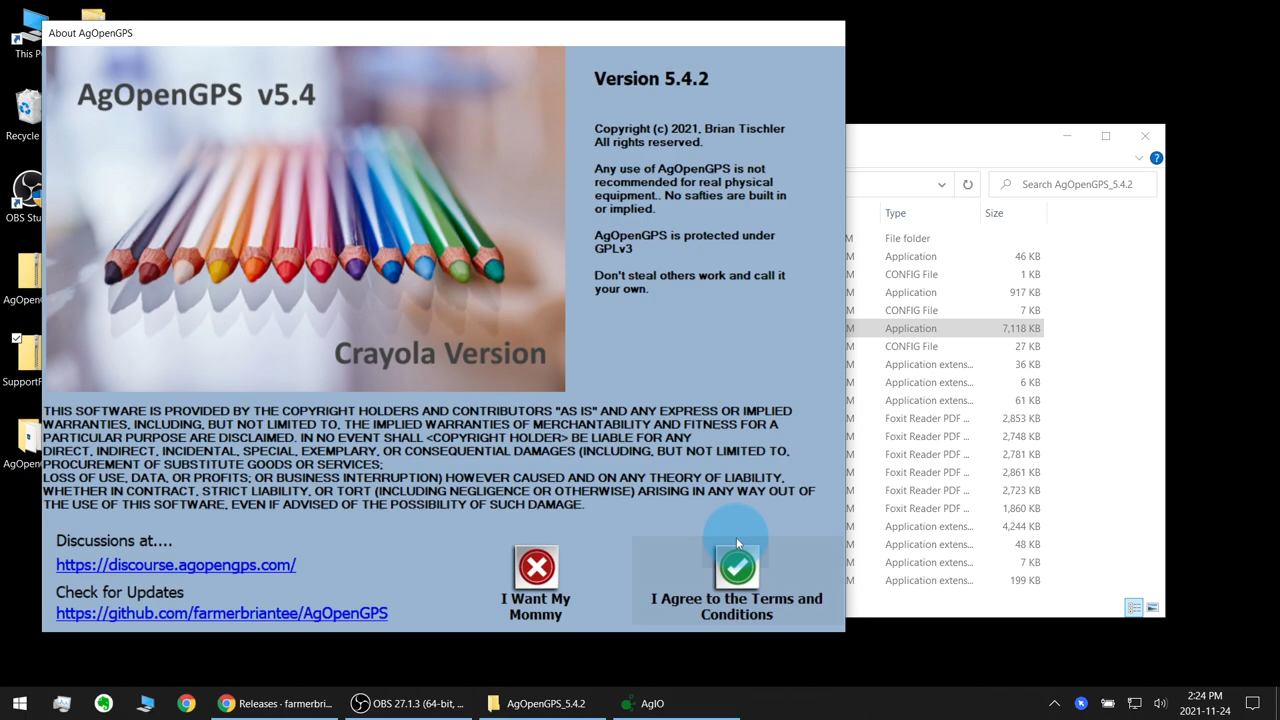 About AgOpenGPS
This P
Recycle
OBS Stu
AgOpenG
SupportF
AgOpenG
AgOpenGPS v5.4
Crayola Version
Version 5.4.2
Copyright (c) 2021, Brian Tischler
All rights reserved.
Any use of AgOpenGPS is not
recommended for real physical
equipment.. No safties are built in
or implied.
AgOpenGPS is protected under
GPLv3
Don't steal others work and call it
your own.
THIS SOFTWARE IS PROVIDED BY THE COPYRIGHT HOLDERS AND CONTRIBUTORS "AS IS" AND ANY EXPRESS OR IMPLIED
WARRANTIES, INCLUDING, BUT NOT LIMITED TO, THE IMPLIED WARRANTIES OF MERCHANTABILITY AND FITNESS FOR A
PARTICULAR PURPOSE ARE DISCLAIMED. IN NO EVENT SHALL <COPYRIGHT HOLDER> BE LIABLE FOR ANY
DIRECT, INDIRECT, INCIDENTAL, SPECIAL, EXEMPLARY, OR CONSEQUENTIAL DAMAGES (INCLUDING, BUT NOT LIMITED TO,
PROCUREMENT OF SUBSTITUTE GOODS OR SERVICES;
LOSS OF USE, DATA, OR PROFITS; OR BUSINESS INTERRUPTION) HOWEVER CAUSED AND ON ANY THEORY OF LIABILITY,
WHETHER IN CONTRACT, STRICT LIABILITY, OR TORT (INCLUDING NEGLIGENCE OR OTHERWISE) ARISING IN ANY WAY OUT OF
THE USE OF THIS SOFTWARE, EVEN IF ADVISED OF THE POSSIBILITY OF SUCH DAMAGE.
Discussions at....
https://discourse.agopengps.com/
Check for Updates
https://github.com/farmerbriantee/AgOpenGPS
I Want My
Mommy
I Agree to the Terms and
Conditions
Search AgOpenGPS_5.4.2
Type Size
M File folder
M Application 46 KB
M CONFIG File 1 KB
M Application 917 KB
M CONFIG File 7 KB
M Application 7,118 KB
M CONFIG File 27 KB
M Application extens... 36 KB
M Application extens... 6 KB
M Application extens... 61 KB
M Foxit Reader PDF ... 2,853 KB
M Foxit Reader PDF ... 2,748 KB
M Foxit Reader PDF ... 2,781 KB
M Foxit Reader PDF ... 2,861 KB
M Foxit Reader PDF ... 2,723 KB
M Foxit Reader PDF ... 1,860 KB
M Application extens... 4,244 KB
M Application extens... 48 KB
M Application extens... 7 KB
M Application extens... 199 KB
Releases - farmerbri...
OBS 27.1.3 (64-bit, ...
AgOpenGPS_5.4.2
AgIO
2:24 PM
2021-11-24